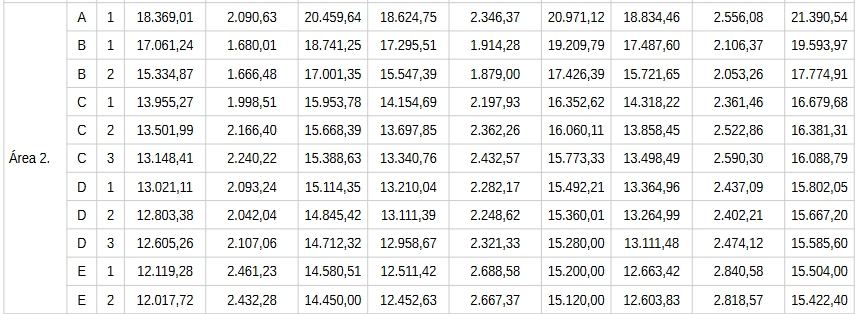 A 1 18.369,01 2.090,63 20.459,64 18.624,75 2.346,37 20.971,12 18.834,46 2.556,08 21.390,54
B 1 17.061,24 1.680,01 18.741,25 17.295,51 1.914,28 19.209,79 17.487,60 2.106,37 19.593,97
B 2 15.334,87 1.666,48 17.001,35 15.547,39 1.879,00 17.426,39 15.721,65 2.053,26 17.774,91
C 1 13.955,27 1.998,51 15.953,78 14.154,69 2.197,93 16.352,62 14.318,22 2.361,46 16.679,68
C 2 13.501,99 2.166,40 15.668,39 13.697,85 2.362,26 16.060,11 13.858,45 2.522,86 16.381,31
Área 2. C 3 13.148,41 2.240,22 15.388,63 13.340,76 2.432,57 15.773,33 13.498,49 2.590,30 16.088,79
D 1 13.021,11 2.093,24 15.114,35 13.210,04 2.282,17 15.492,21 13.364,96 2.437,09 15.802,05
D 2 12.803,38 2.042,04 14.845,42 13.111,39 2.248,62 15.360,01 13.264,99 2.402,21 15.667,20
D 3 12.605,26 2.107,06 14.712,32 12.958,67 2.321,33 15.280,00 13.111,48 2.474,12 15.585,60
E 1 12.119,28 2.461,23 14.580,51 12.511,42 2.688,58 15.200,00 12.663,42 2.840,58 15.504,00
E 2 12.017,72 2.432,28 14.450,00 12.452,63 2.667,37 15.120,00 12.603,83 2.818,57 15.422,40